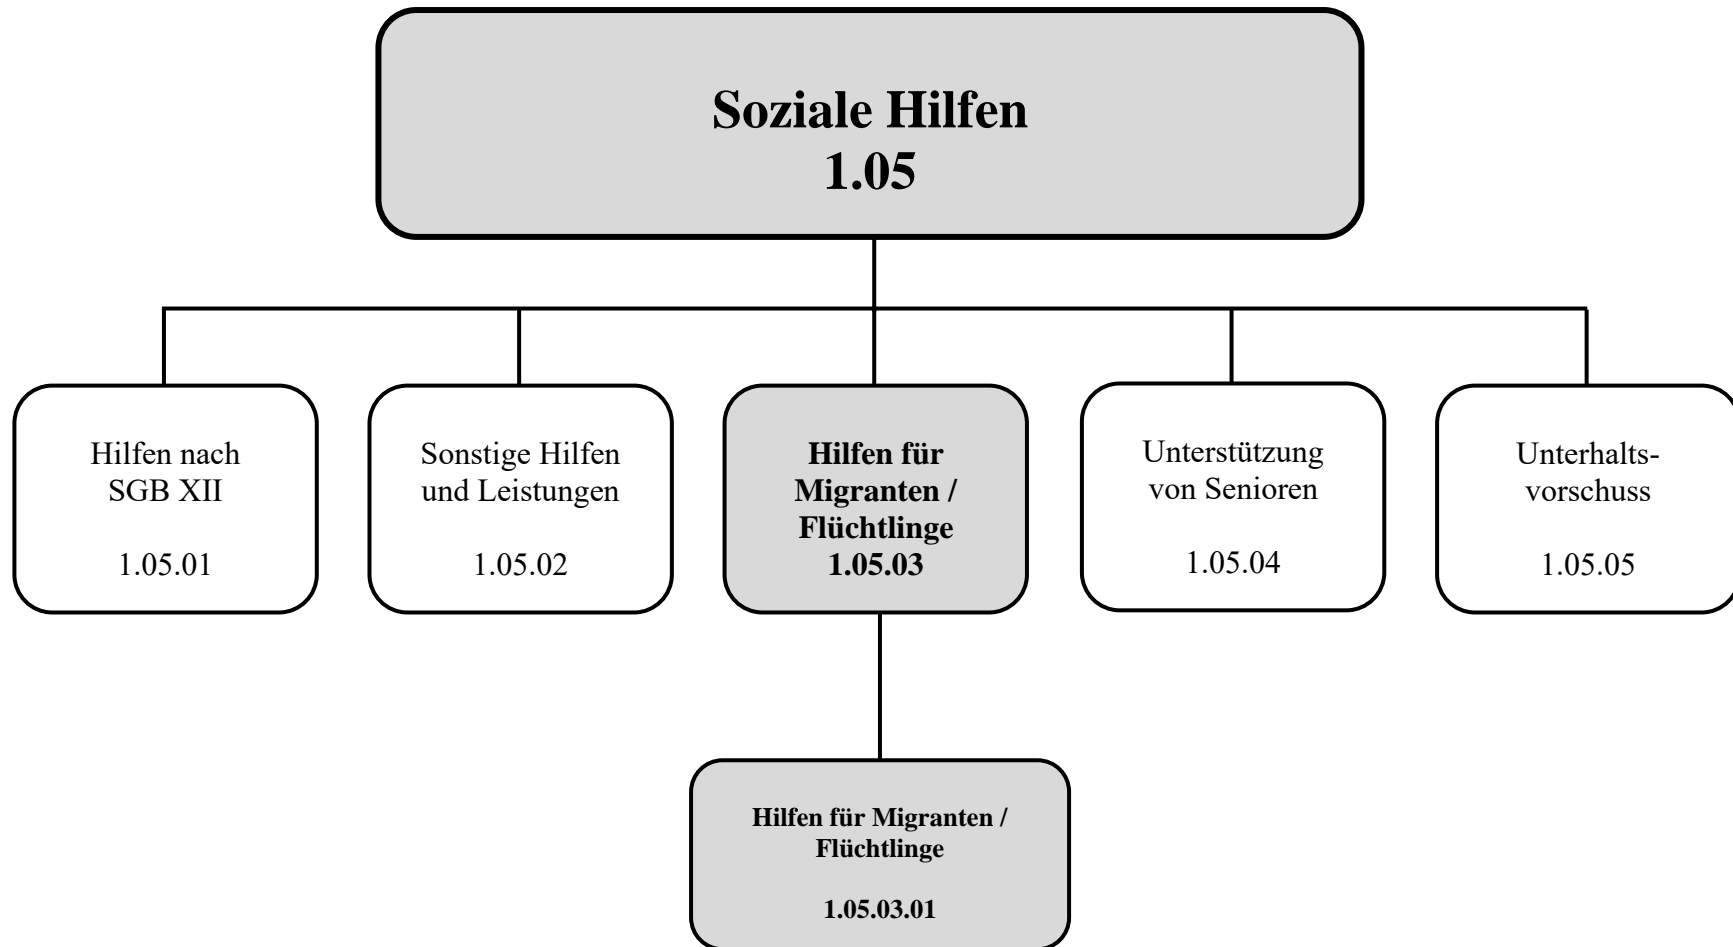 Soziale Hilfen
1.05
Hilfen nach
SGB XII
1.05.01
Sonstige Hilfen
und Leistungen
1.05.02
Hilfen für
Migranten /
Flüchtlinge
1.05.03
Unterstützung
von Senioren
1.05.04
Unterhalts-
vorschuss
1.05.05
Hilfen für Migranten /
Flüchtlinge
1.05.03.01